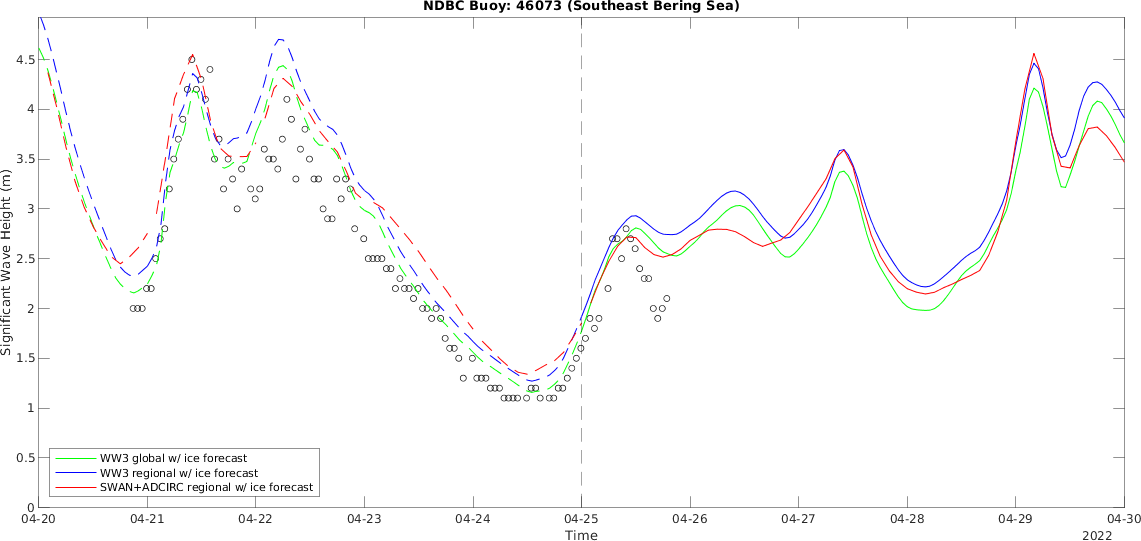 NDBC Buoy: 46073 (Southeast Bering Sea)
Significant Wave Height (m)
4.5
4
3.5
3
2.5
2
1.5
1
0.5
0
WW3 global w/ ice forecast
WW3 regional w/ ice forecast
SWAN+ADCIRC regional w/ ice forecast
04-20 04-21 04-22 04-23 04-24 04-25 04-26 04-27 04-28 04-29 04-30
Time
2022